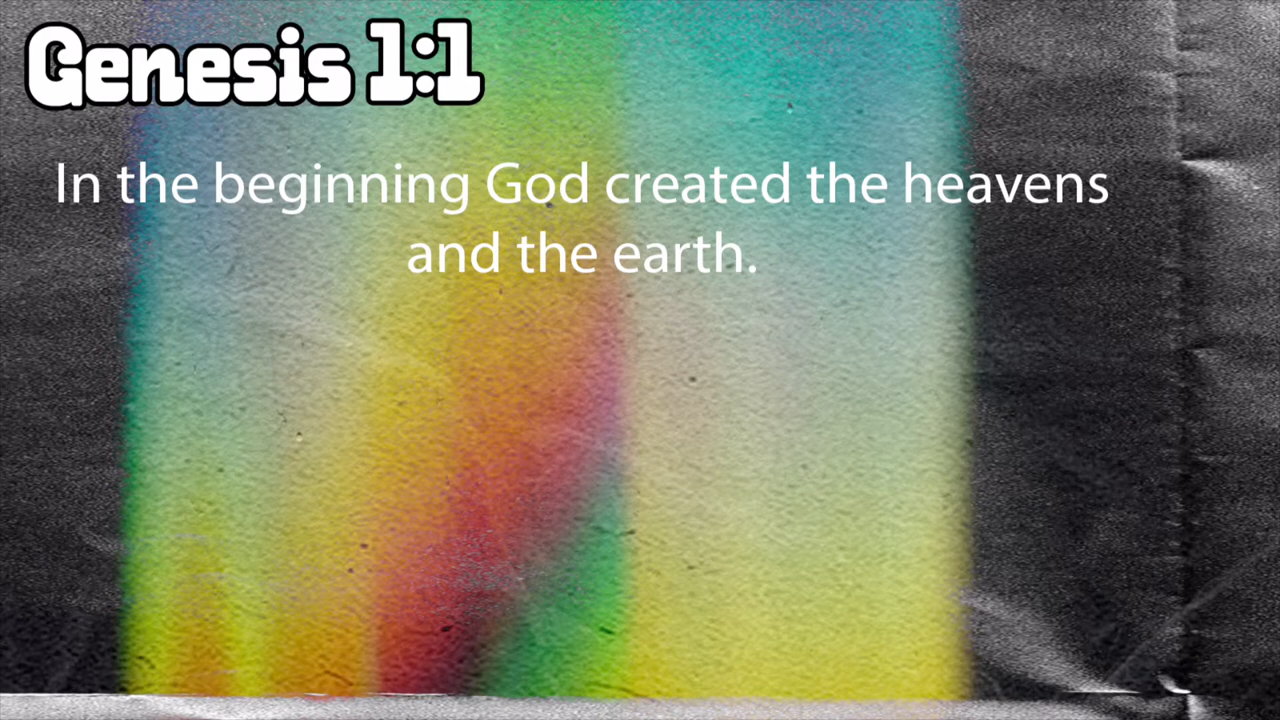 Genesis 1:1
In the beginning God created the heavens
and the earth.